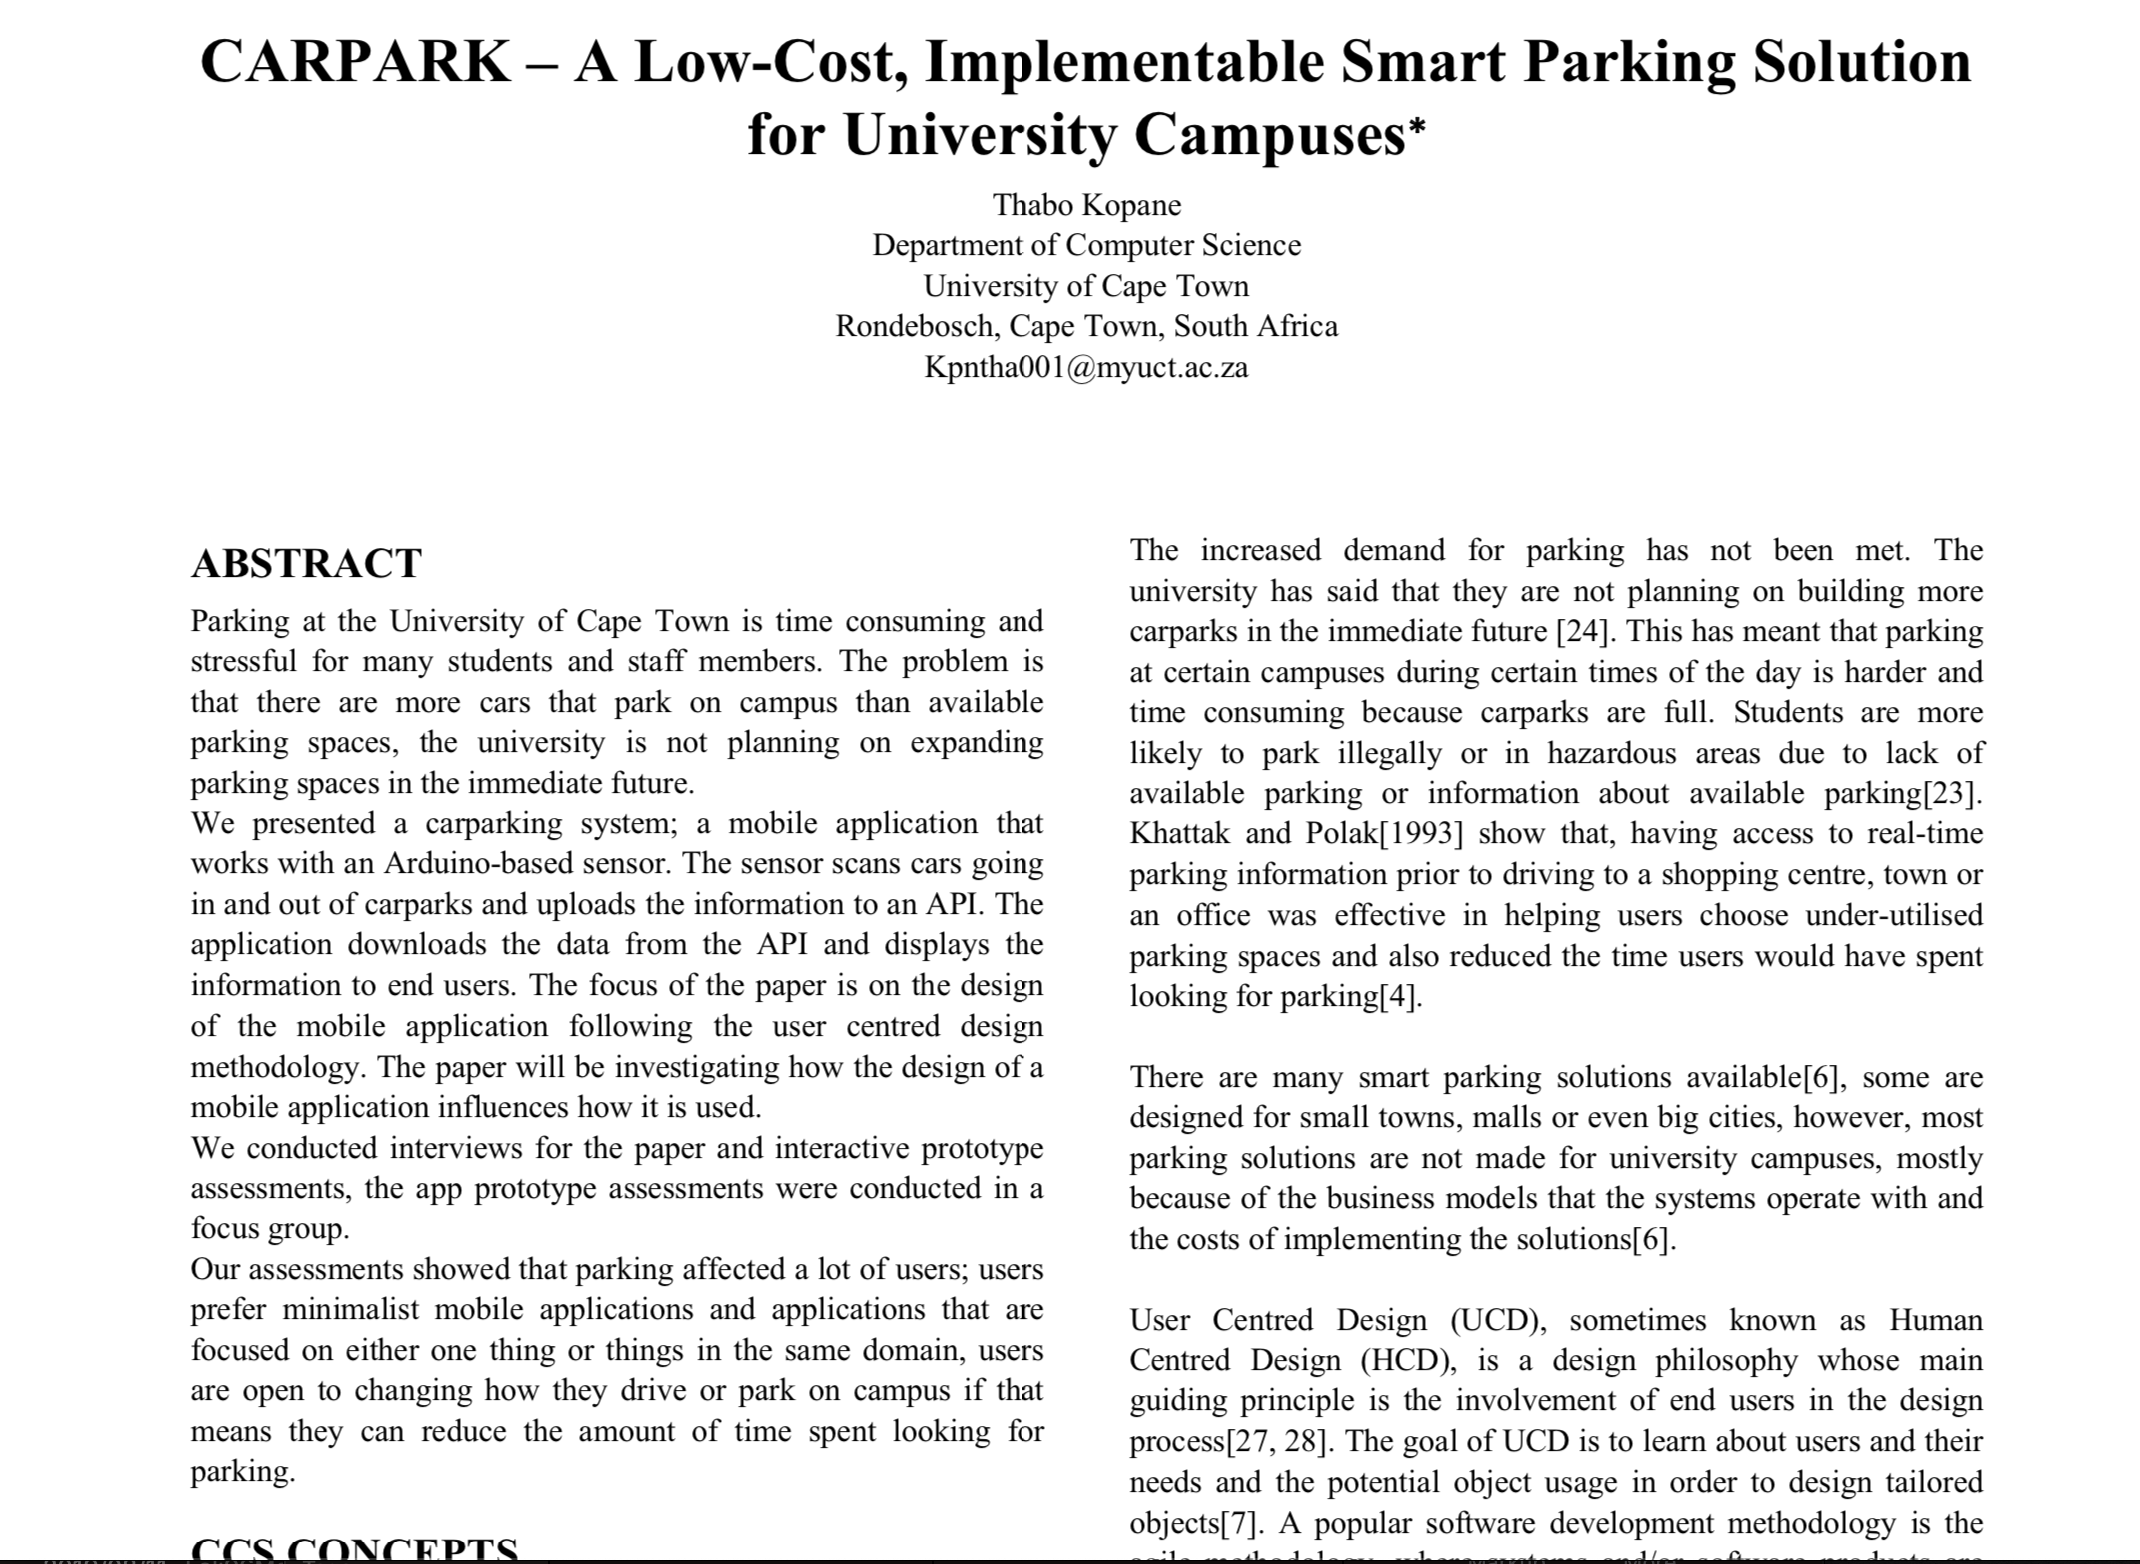 CARPARK – A Low-Cost, Implementable Smart Parking Solution
for University Campuses*
Thabo Kopane
Department of Computer Science
University of Cape Town
Rondebosch, Cape Town, South Africa
Kpntha001@myuct.ac.za
ABSTRACT
Parking at the University of Cape Town is time consuming and
stressful for many students and staff members. The problem is
that there are more cars that park on campus than available
parking spaces, the university is not planning on expanding
parking spaces in the immediate future.
We presented a carparking system; a mobile application that
works with an Arduino-based sensor. The sensor scans cars going
in and out of carparks and uploads the information to an API. The
application downloads the data from the API and displays the
information to end users. The focus of the paper is on the design
of the mobile application following the user centred design
methodology. The paper will be investigating how the design of a
mobile application influences how it is used.
We conducted interviews for the paper and interactive prototype
assessments, the app prototype assessments were conducted in a
focus group.
Our assessments showed that parking affected a lot of users; users
prefer minimalist mobile applications and applications that are
focused on either one thing or things in the same domain, users
are open to changing how they drive or park on campus if that
means they can reduce the amount of time spent looking for
parking.
CCS CONCEPTS
The increased demand for parking has not been met. The
university has said that they are not planning on building more
carparks in the immediate future [24]. This has meant that parking
at certain campuses during certain times of the day is harder and
time consuming because carparks are full. Students are more
likely to park illegally or in hazardous areas due to lack of
available parking or information about available parking[23].
Khattak and Polak[1993] show that, having access to real-time
parking information prior to driving to a shopping centre, town or
an office was effective in helping users choose under-utilised
parking spaces and also reduced the time users would have spent
looking for parking[4].
There are many smart parking solutions available[6], some are
designed for small towns, malls or even big cities, however, most
parking solutions are not made for university campuses, mostly
because of the business models that the systems operate with and
the costs of implementing the solutions[6].
User Centred Design (UCD), sometimes known as Human
Centred Design (HCD), is a design philosophy whose main
guiding principle is the involvement of end users in the design
process[27, 28]. The goal of UCD is to learn about users and their
needs and the potential object usage in order to design tailored
objects[7]. A popular software development methodology is the